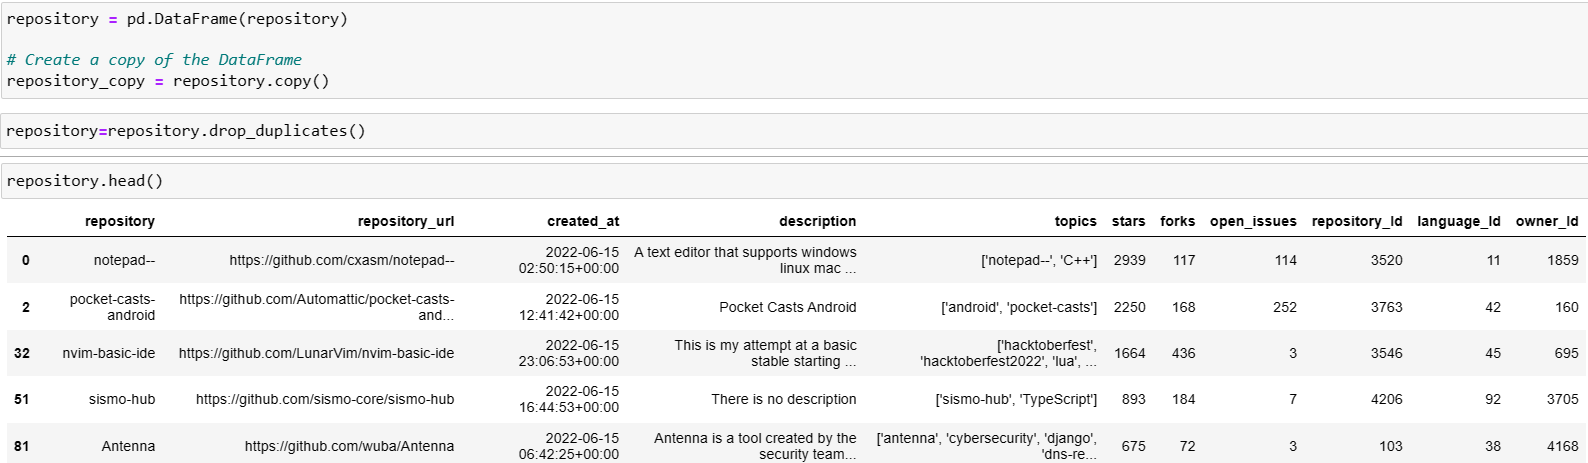 repository = pd.DataFrame(repository)
# Create a copy of the DataFrame
repository_copy = repository.copy()
repository=repository.drop_duplicates()
repository.head()
repository repository_url created_at description topics stars forks open_issues repository_Id language_Id owner_Id
0 notepad-- https://github.com/cxasm/notepad-- 2022-06-15 02:50:15+00:00 A text editor that supports windows linux mac ... ['notepad--', 'C++'] 2939 117 114 3520 11 1859
2 pocket-casts-android https://github.com/Automattic/pocket-casts-and... 2022-06-15 12:41:42+00:00 Pocket Casts Android ['android', 'pocket-casts'] 2250 168 252 3763 42 160
32 nvim-basic-ide https://github.com/LunarVim/nvim-basic-ide 2022-06-15 23:06:53+00:00 This is my attempt at a basic stable starting ... ['hacktoberfest', 'hacktoberfest2022', 'lua', ... 1664 436 3 3546 45 695
51 sismo-hub https://github.com/sismo-core/sismo-hub 2022-06-15 16:44:53+00:00 There is no description ['sismo-hub', 'TypeScript'] 893 184 7 4206 92 3705
81 Antenna https://github.com/wuba/Antenna 2022-06-15 06:42:25+00:00 Antenna is a tool created by the security team... ['antenna', 'cybersecurity', 'django', 'dns-re... 675 72 3 103 38 4168